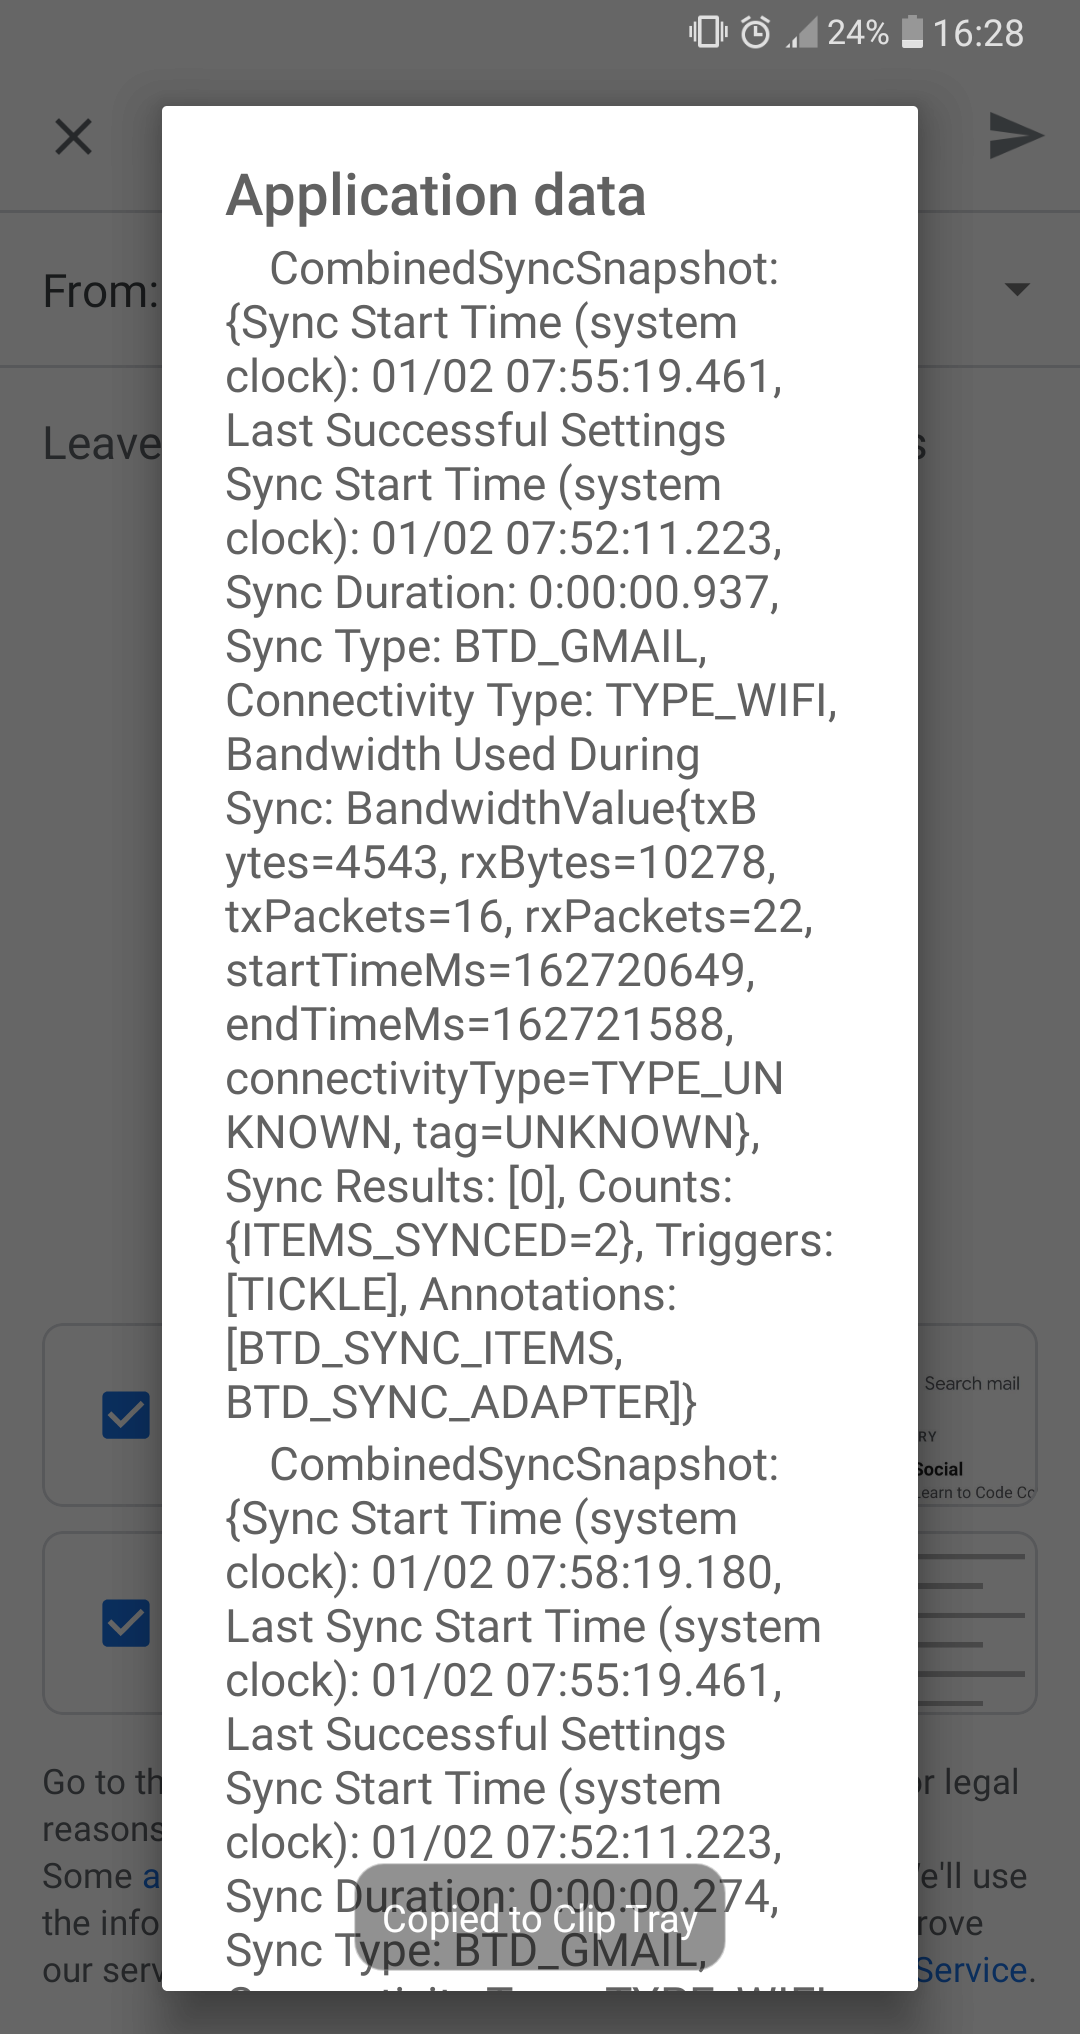 24% 16:28
Application data
From:
CombinedSyncSnapshot:
{Sync Start Time (system
clock): 01/02 07:55:19.461,
Last Successful Settings
Leave
Sync Start Time (system
clock): 01/02 07:52:11.223,
Sync Duration: 0:00:00.937,
Sync Type: BTD_GMAIL,
Connectivity Type: TYPE_WIFI,
Bandwidth Used During
Sync: BandwidthValue{txB
ytes=4543, rxBytes=10278,
txPackets=16, rxPackets=22,
startTimeMs=162720649,
endTimeMs=162721588,
connectivityType=TYPE_UN
KNOWN, tag=UNKNOWN},
Sync Results: [0], Counts:
{ITEMS_SYNCED=2}, Triggers:
[TICKLE], Annotations:
[BTD_SYNC_ITEMS,
BTD_SYNC_ADAPTER]}
Search mail
RY
Social
Learn to Code Co
CombinedSyncSnapshot:
{Sync Start Time (system
clock): 01/02 07:58:19.180,
Last Sync Start Time (system
clock): 01/02 07:55:19.461,
Last Successful Settings
Sync Start Time (system
clock): 01/02 07:52:11.223,
Sync Duration: 0:00:00.274,
Sync Type: BTD_GMAIL,
Copied to Clip Tray
Go to th
or legal
reasons
Some a
e'll use
the info
rove
our serv
Service.